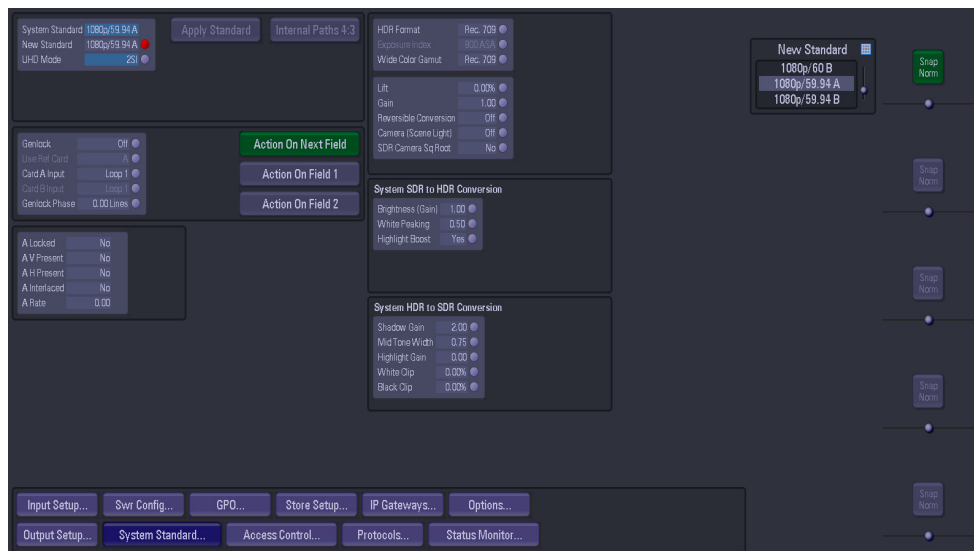 System Standard 1080p/59.94 A
New Standard 1080p/59.94 A
UHD Mode 2SI
Apply Standard
Internal Paths 4:3
Genlock Off
Use Ref Card A
Card A Input Loop 1
Card B Input Loop 1
Genlock Phase 0.00 Lines
Action On Next Field
Action On Field 1
Action On Field 2
A Locked No
A V Present No
A H Present No
A Interlaced No
A Rate 0.00
HDR Format Rec. 709
Exposure Index 800 ASA
Wide Color Gamut Rec. 709
Lift 0.00%
Gain 1.00
Reversible Conversion Off
Camera (Scene Light) Off
SDR Camera Sq Root No
System SDR to HDR Conversion
Brightness (Gain) 1.00
White Peaking 0.50
Highlight Boost Yes
System HDR to SDR Conversion
Shadow Gain 2.00
Mid Tone Width 0.75
Highlight Gain 0.00
White Clip 0.00%
Black Clip 0.00%
New Standard
1080p/60 B
1080p/59.94 A
1080p/59.94 B
Snap
Norm
Snap
Norm
Snap
Norm
Snap
Norm
Snap
Norm
Input Setup... Swr Config... GPO... Store Setup... IP Gateways... Options...
Output Setup... System Standard... Access Control... Protocols... Status Monitor...